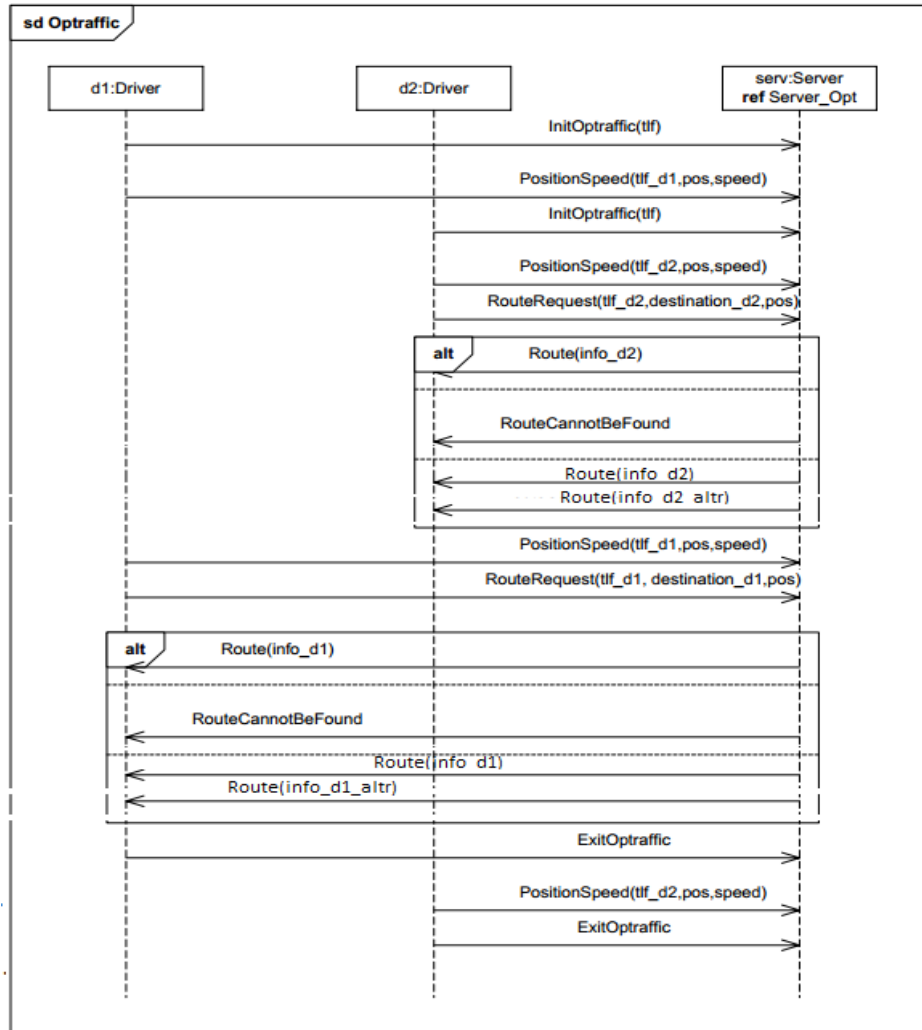 sd Optraffic
d1:Driver
d2:Driver
serv:Server
ref Server_Opt
InitOptraffic(tlf)
PositionSpeed(tlf_d1,pos,speed)
InitOptraffic(tlf)
PositionSpeed(tlf_d2,pos,speed)
RouteRequest(tlf_d2,destination_d2,pos)
alt
Route(info_d2)
RouteCannotBeFound
Route(info_d2)
Route(info_d2_altr)
PositionSpeed(tlf_d1,pos,speed)
RouteRequest(tlf_d1, destination_d1,pos)
alt
Route(info_d1)
RouteCannotBeFound
Route(info_d1)
Route(info_d1_altr)
ExitOptraffic
PositionSpeed(tlf_d2,pos,speed)
ExitOptraffic